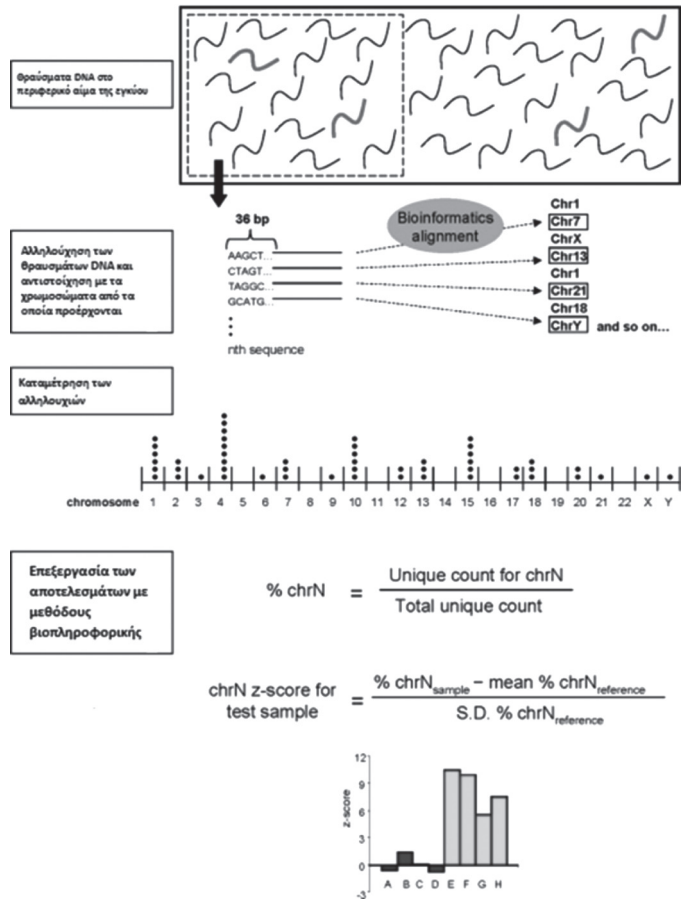 Θραύσματα DNA στο
περιφερικό αίμα της εγκύου
36 bp
AAGCT...
CTAGT...
TAGGC...
GCATG...
nth sequence
Bioinformatics
alignment
Chr1
Chr7
ChrX
Chr13
Chr1
Chr21
Chr18
ChrY and so on...
Αλληλούχηση των
θραυσμάτων DNA και
αντιστοίχηση με τα
χρωμοσώματα από τα
οποία προέρχονται
Καταμέτρηση των
αλληλουχιών
chromosome 1 2 3 4 5 6 7 8 9 10 11 12 13 14 15 16 17 18 19 20 21 22 X Y
Επεξεργασία των
αποτελεσμάτων με
μεθόδους
βιοπληροφορικής
% chrN = Unique count for chrN
Total unique count
chrN z-score for
test sample
= % chrNsample – mean % chrNreference
S.D. % chrNreference
z-score
12
9
6
3
0
-3
A B C D E F G H